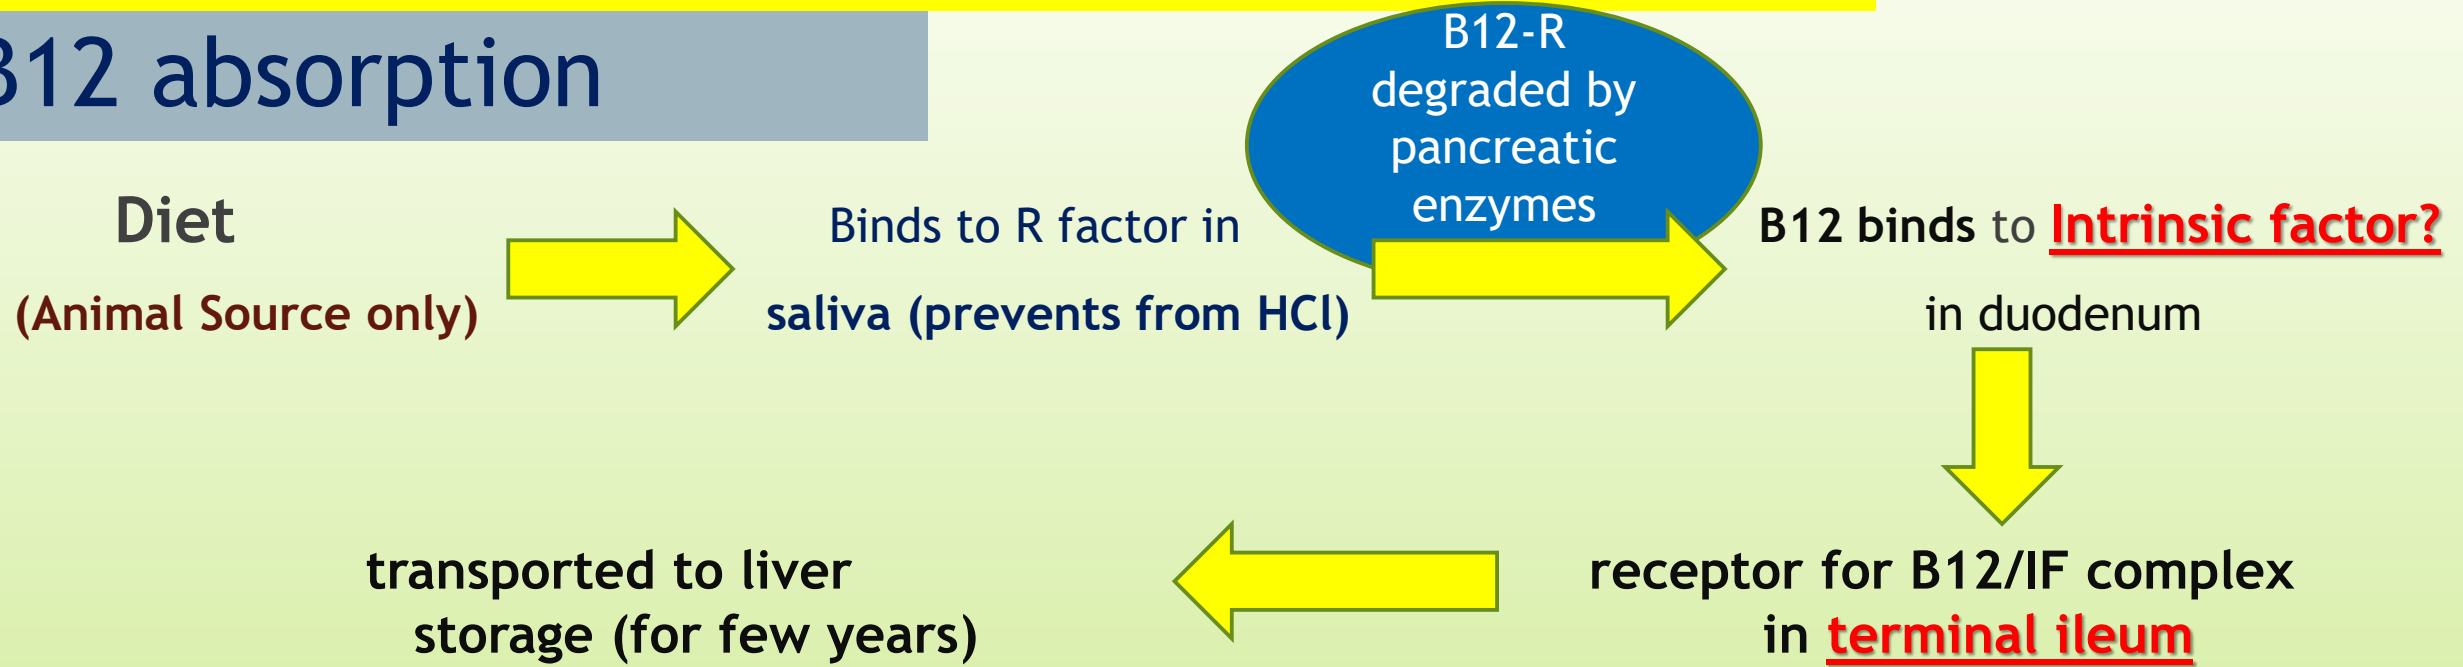 B12 absorption
B12-R
degraded by
pancreatic
enzymes
Diet
(Animal Source only)
Binds to R factor in
saliva (prevents from HCl)
B12 binds to Intrinsic factor?
in duodenum
receptor for B12/IF complex
in terminal ileum
transported to liver
storage (for few years)